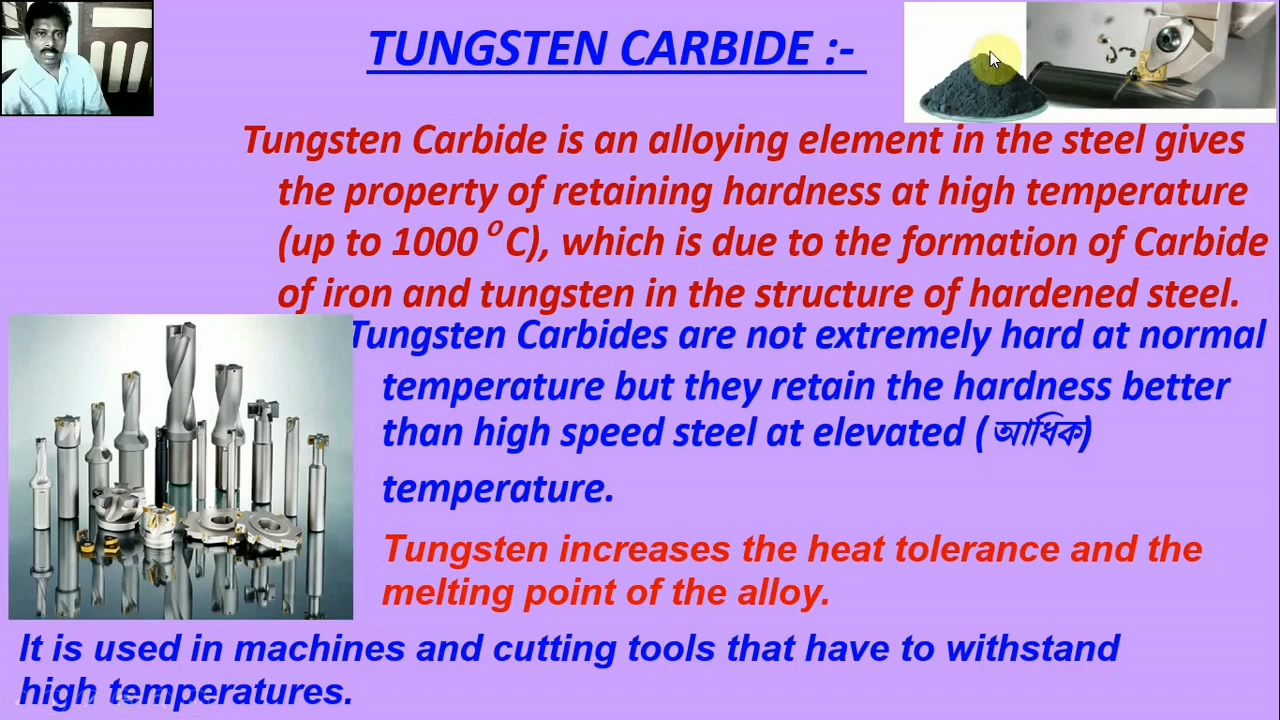 TUNGSTEN CARBIDE :-
Tungsten Carbide is an alloying element in the steel gives
the property of retaining hardness at high temperature
(up to 1000 ⁰ C), which is due to the formation of Carbide
of iron and tungsten in the structure of hardened steel.
Tungsten Carbides are not extremely hard at normal
temperature but they retain the hardness better
than high speed steel at elevated (আধিক)
temperature.
Tungsten increases the heat tolerance and the
melting point of the alloy.
It is used in machines and cutting tools that have to withstand
high temperatures.